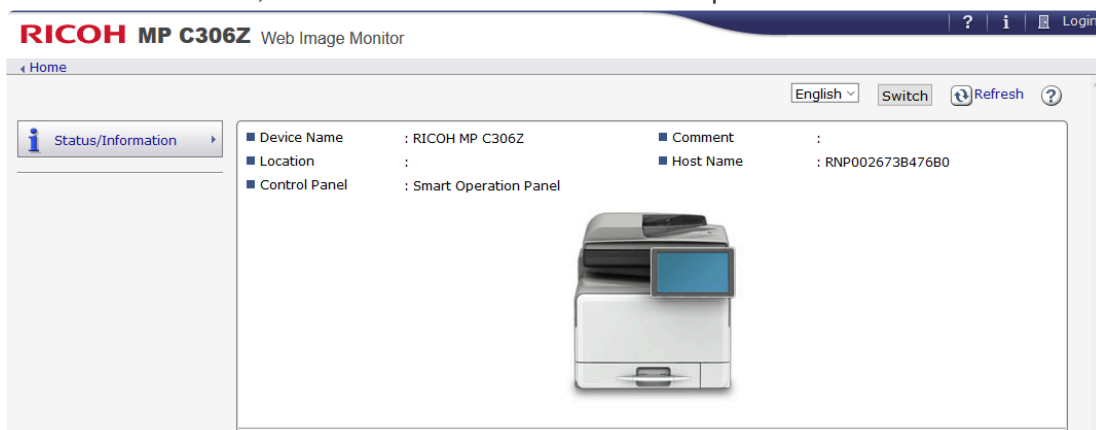 RICOH MP C306Z Web Image Monitor
? i Login
Home
English Switch Refresh ?
Status/Information
Device Name : RICOH MP C306Z Comment :
Location : Host Name : RNP002673B476B0
Control Panel : Smart Operation Panel